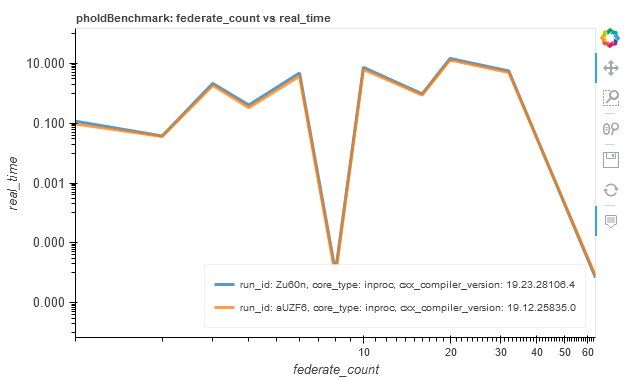 pholdBenchmark: federate_count vs real_time
10.000
0.100
0.001
0.000
0.000
real_time
run_id: Zu60n, core_type: inproc, cxx_compiler_version: 19.23.28106.4
run_id: aUZF6, core_type: inproc, cxx_compiler_version: 19.12.25835.0
10 20 30 40 50 60
federate_count